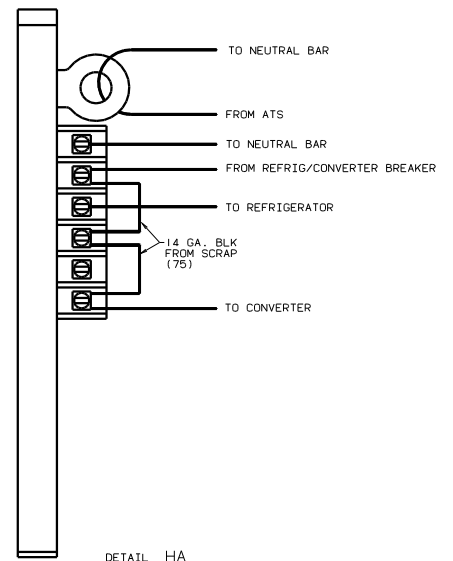 TO NEUTRAL BAR
FROM ATS
TO NEUTRAL BAR
FROM REFRIG/CONVERTER BREAKER
TO REFRIGERATOR
14 GA. BLK
FROM SCRAP
(75)
TO CONVERTER
DETAIL HA